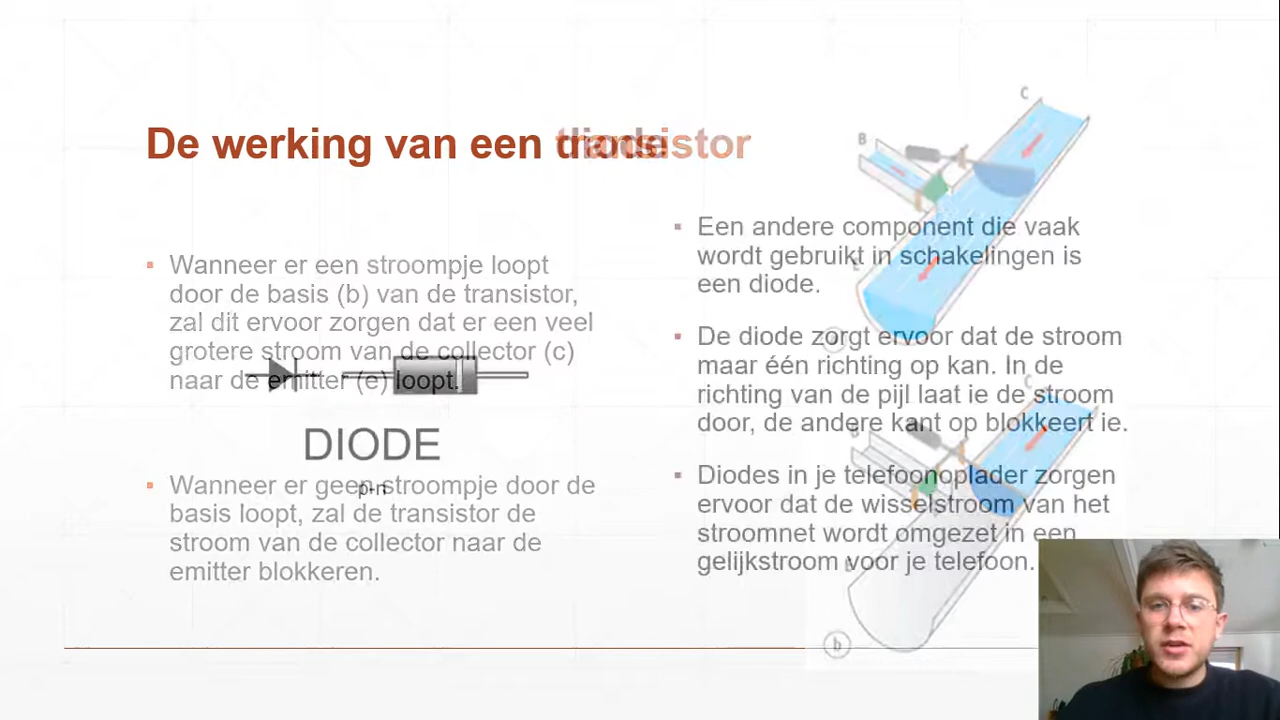 De werking van een diode
transistor
Wanneer er een stroompje loopt
door de basis (b) van de transistor,
zal dit ervoor zorgen dat er een veel
grotere stroom van de collector (c)
naar de emitter (e) loopt.
DIODE
p-n
Wanneer er geen stroompje door de
basis loopt, zal de transistor de
stroom van de collector naar de
emitter blokkeren.
Een andere component die vaak
wordt gebruikt in schakelingen is
een diode.
De diode zorgt ervoor dat de stroom
maar één richting op kan. In de
richting van de pijl laat ie de stroom
door, de andere kant op blokkeert ie.
Diodes in je telefoonoplader zorgen
ervoor dat de wisselstroom van het
stroomnet wordt omgezet in een
gelijkstroom voor je telefoon.
C
B
E
C
b